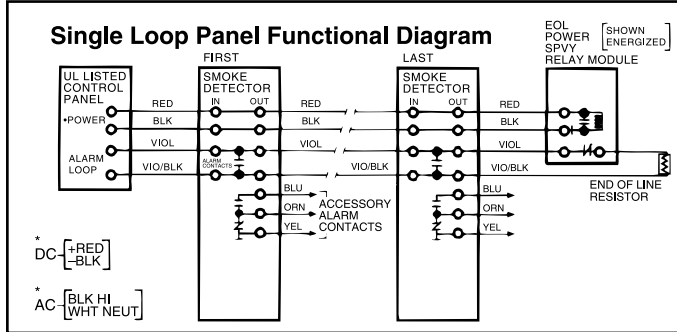 Single Loop Panel Functional Diagram
EOL
POWER
SPVY
RELAY MODULE
[SHOWN
ENERGIZED]
UL LISTED
CONTROL
PANEL
•POWER
ALARM
LOOP
RED
BLK
VIOL
VIO/BLK
FIRST
SMOKE
DETECTOR
IN OUT
ALARM
CONTACTS
BLU
ORN
YEL
ACCESSORY
ALARM
CONTACTS
RED
BLK
VIOL
VIO/BLK
LAST
SMOKE
DETECTOR
IN OUT
BLU
ORN
YEL
RED
BLK
VIOL
VIO/BLK
END OF LINE
RESISTOR
*
DC-[+RED
–BLK]
*
AC-[BLK HI
WHT NEUT]